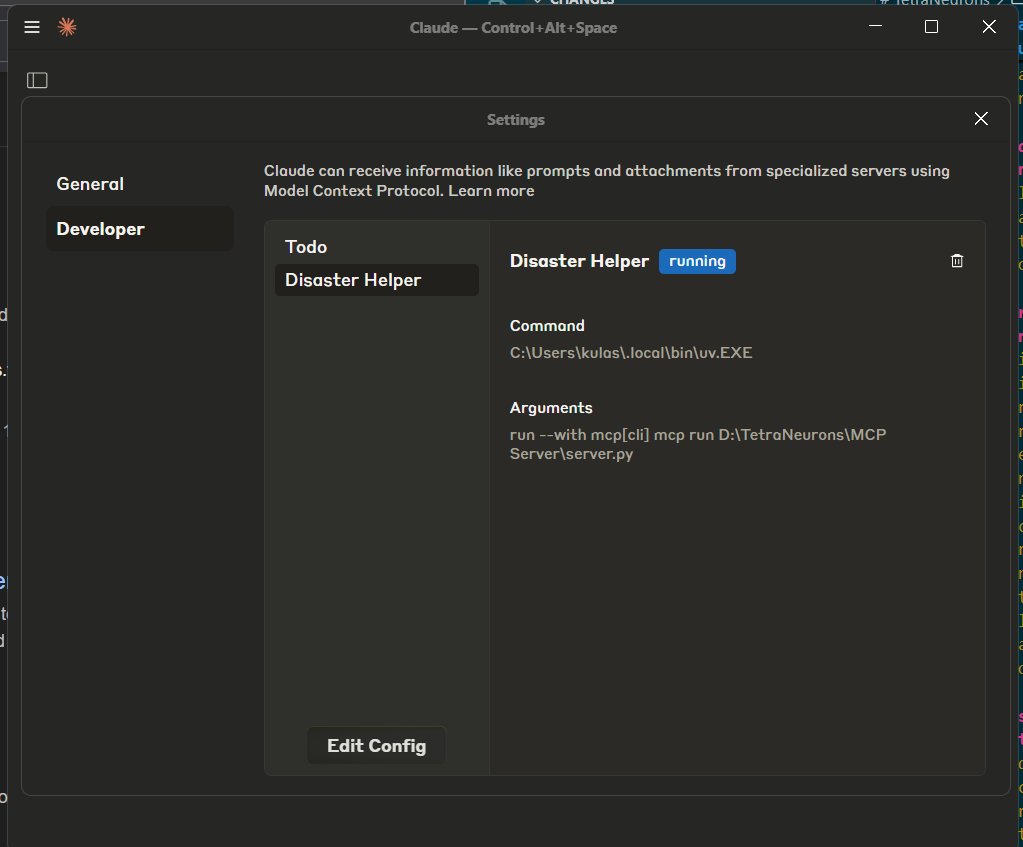 CHANGES
# TetraNeurons
Claude — Control+Alt+Space
Settings
General
Developer
Claude can receive information like prompts and attachments from specialized servers using
Model Context Protocol. Learn more
Todo
Disaster Helper
Edit Config
Disaster Helper
running
Command
C:\Users\kulas\.local\bin\uv.EXE
Arguments
run --with mcp[cli] mcp run D:\TetraNeurons\MCP
Server\server.py